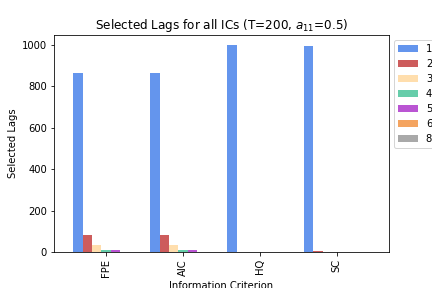 Selected Lags for all ICs (T=200, a₁₁=0.5)
1000
800
600
400
200
0
Selected Lags
FPE
AIC
HQ
SC
Information Criterion
1
2
3
4
5
6
8